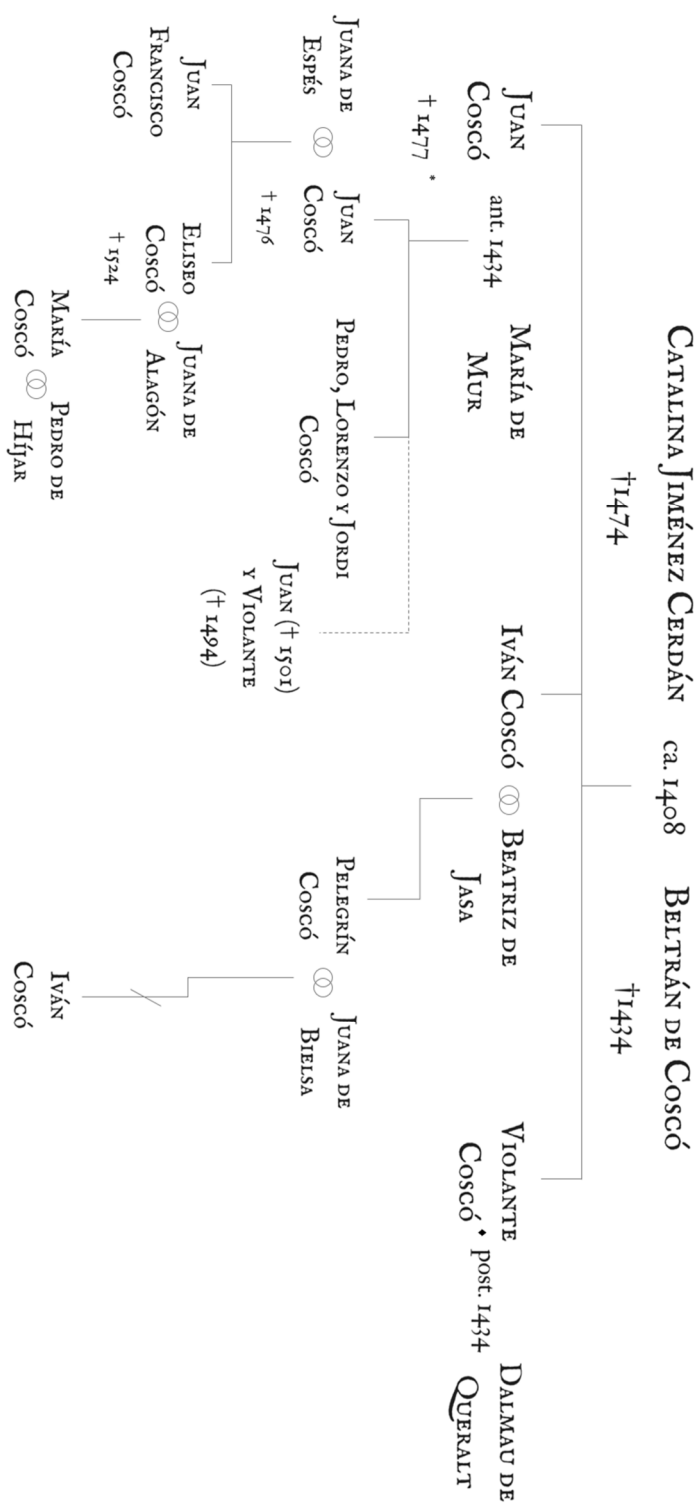 Catalina Jiménez Cerdán ca. 1408 Beltrán de Coscó
†1474
†1434
Juan
Coscó
† 1477 *
ant. 1434
María de
Mur
Iván Coscó
Beatriz de
Jasa
Violante
Coscó ♦
post. 1434
Dalmau de
Queralt
Juana de
Espés
Juan
Coscó
† 1476
Pedro, Lorenzo y Jordi
Coscó
Juan († 1501)
y Violante
(† 1494)
Pelegrín
Coscó
Juana de
Bielsa
Juan
Francisco
Coscó
Eliseo
Coscó
† 1524
Juana de
Alagón
María
Coscó
Pedro de
Híjar
Iván
Coscó